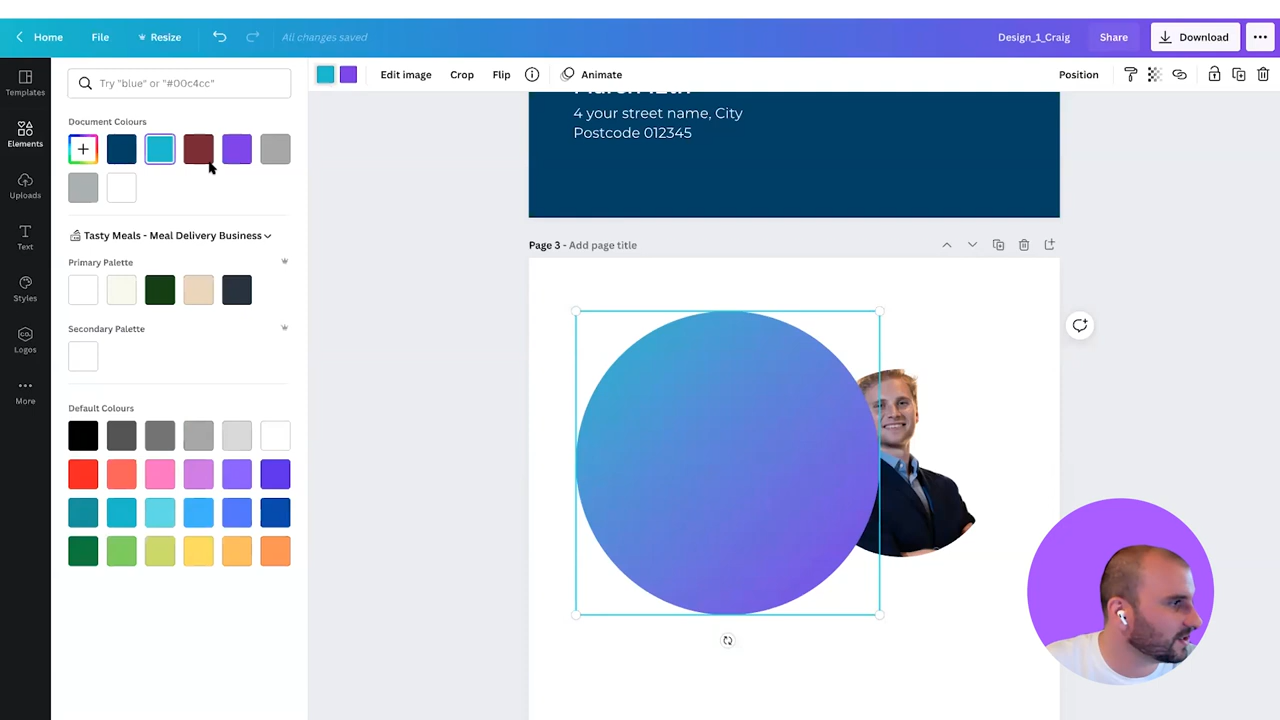 Home
File
Resize
All changes saved
Design_1_Craig
Share
Download
Templates
Elements
Uploads
Text
Styles
CO.
Logos
More
Try "blue" or "#00c4cc"
Document Colours
Tasty Meals - Meal Delivery Business
Primary Palette
Secondary Palette
Default Colours
Edit image
Crop
Flip
Animate
Position
4 your street name, City
Postcode 012345
Page 3 - Add page title